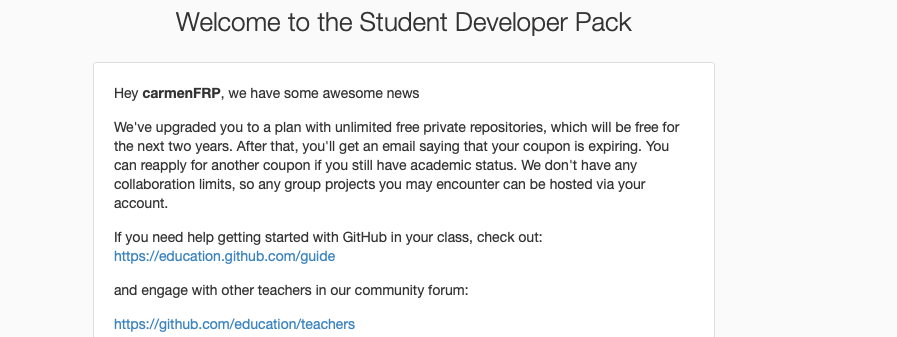 Welcome to the Student Developer Pack
Hey carmenFRP, we have some awesome news
We've upgraded you to a plan with unlimited free private repositories, which will be free for
the next two years. After that, you'll get an email saying that your coupon is expiring. You
can reapply for another coupon if you still have academic status. We don't have any
collaboration limits, so any group projects you may encounter can be hosted via your
account.
If you need help getting started with GitHub in your class, check out:
https://education.github.com/guide
and engage with other teachers in our community forum:
https://github.com/education/teachers